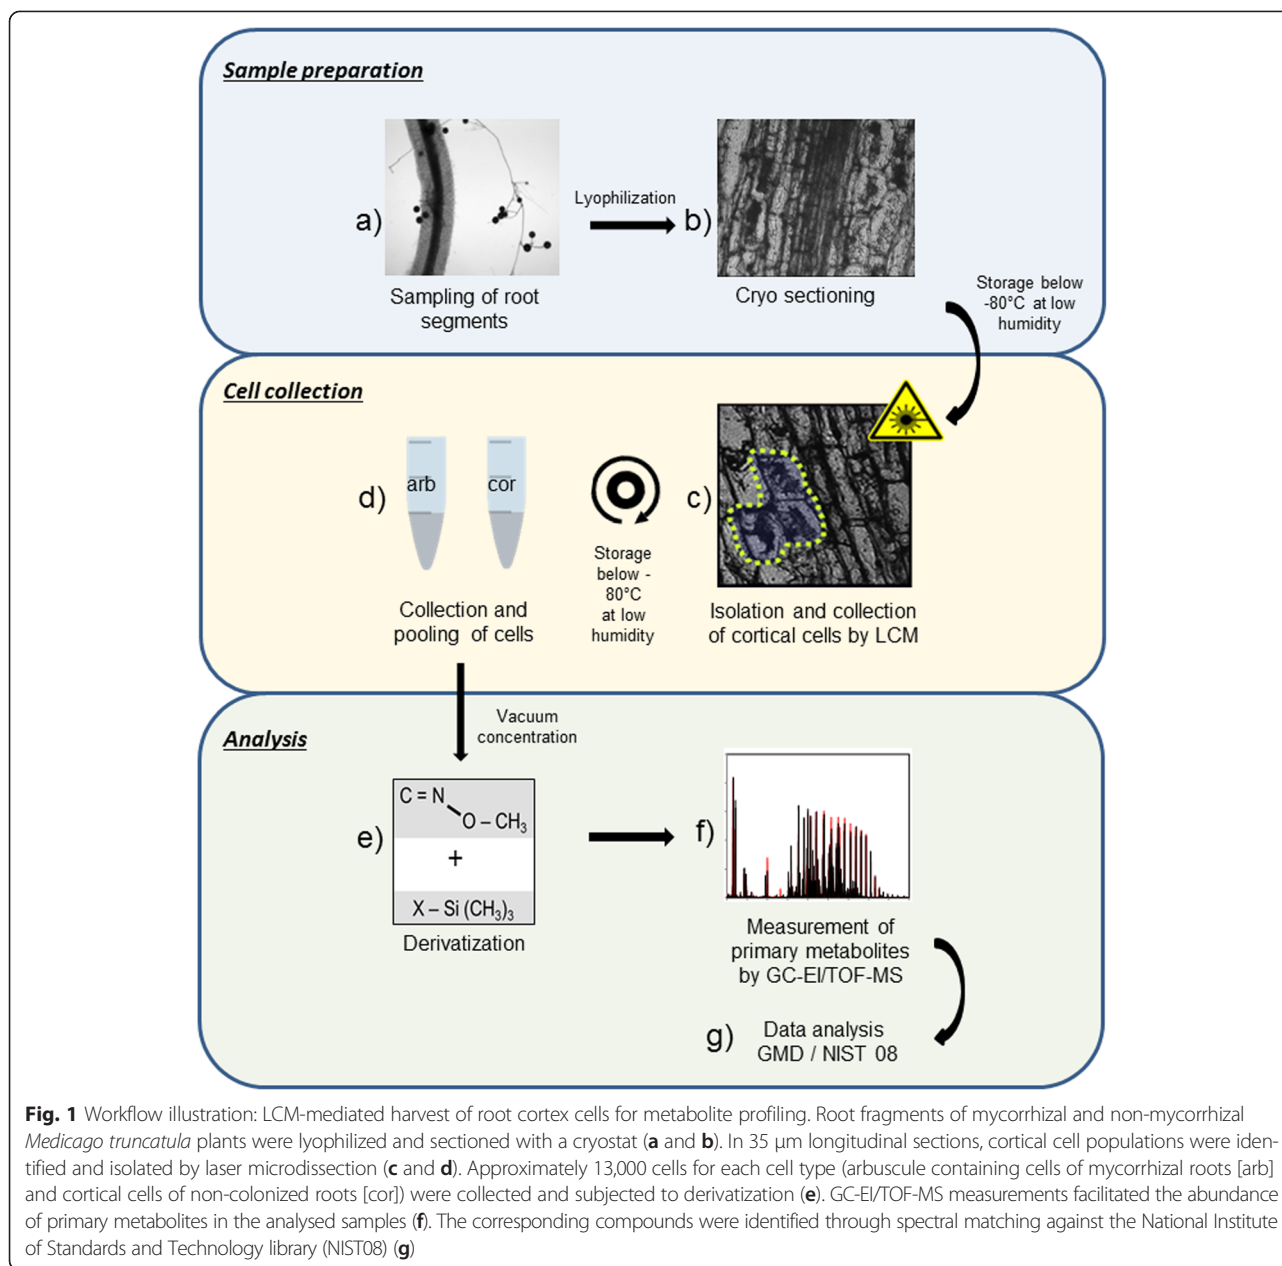 Sample preparation
a)
Sampling of root
segments
Lyophilization
b)
Cryo sectioning
Storage below
-80°C at low
humidity
Cell collection
d)
arb
cor
Collection and
pooling of cells
Storage
below -
80°C
at low
humidity
c)
Isolation and collection
of cortical cells by LCM
Vacuum
concentration
Analysis
e)
C = N
O – CH₃
+
X – Si (CH₃)₃
Derivatization
f)
Measurement of
primary metabolites
by GC-EI/TOF-MS
g)
Data analysis
GMD / NIST 08
Fig. 1 Workflow illustration: LCM-mediated harvest of root cortex cells for metabolite profiling. Root fragments of mycorrhizal and non-mycorrhizal
Medicago truncatula plants were lyophilized and sectioned with a cryostat (a and b). In 35 µm longitudinal sections, cortical cell populations were iden-
tified and isolated by laser microdissection (c and d). Approximately 13,000 cells for each cell type (arbuscule containing cells of mycorrhizal roots [arb]
and cortical cells of non-colonized roots [cor]) were collected and subjected to derivatization (e). GC-EI/TOF-MS measurements facilitated the abundance
of primary metabolites in the analysed samples (f). The corresponding compounds were identified through spectral matching against the National Institute
of Standards and Technology library (NIST08) (g)